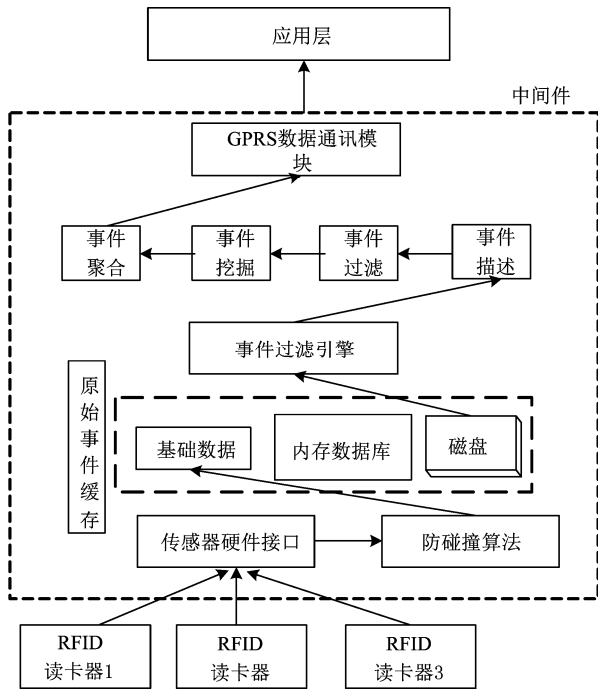 应用层
中间件
GPRS数据通讯模
块
事件
聚合
事件
挖掘
事件
过滤
事件
描述
事件过滤引擎
原
始
事
件
缓
存
基础数据
内存数据库
磁盘
传感器硬件接口
防碰撞算法
RFID
读卡器1
RFID
读卡器
RFID
读卡器3